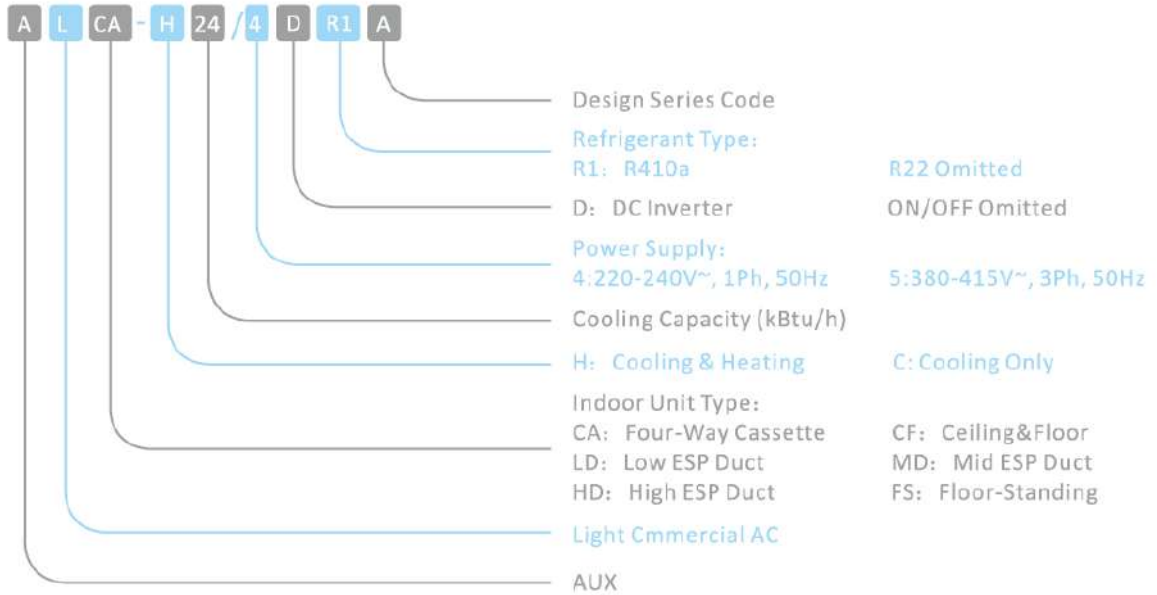 A L CA - H 24 / 4 D R1 A
Design Series Code
Refrigerant Type:
R1: R410a R22 Omitted
D: DC Inverter ON/OFF Omitted
Power Supply:
4:220-240V~, 1Ph, 50Hz 5:380-415V~, 3Ph, 50Hz
Cooling Capacity (kBtu/h)
H: Cooling & Heating C: Cooling Only
Indoor Unit Type:
CA: Four-Way Cassette CF: Ceiling&Floor
LD: Low ESP Duct MD: Mid ESP Duct
HD: High ESP Duct FS: Floor-Standing
Light Cmmercial AC
AUX